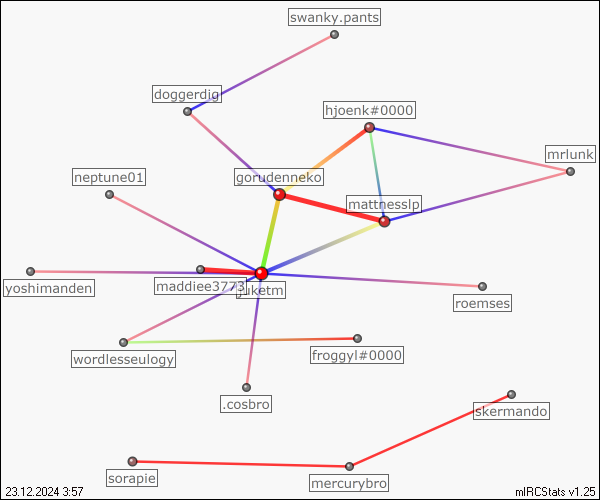 swanky.pants
doggerdig
hjoenk#0000
mrlunk
gorudenneko
neptune01
mattnesslp
yoshimanden
maddiee3773
roemses
froggyl#0000
wordlesseulogy
.cosbro
skermando
sorapie
mercurybro
23.12.2024 3:57
mIRCStats v1.25